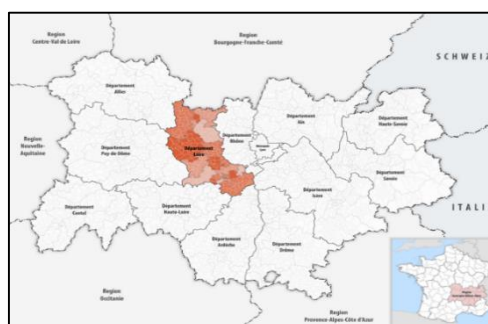 Region
Centre-Val de Loire
Region
Bourgogne-Franche-Comté
SCHWEIZ
Département
Allier
Département
Loire
Département
Rhône
Département
Ain
Département
Haute-Savoie
Region
Nouvelle-
Aquitaine
Département
Puy-de-Dôme
Département
Savoie
ITALI
Département
Cantal
Département
Haute-Loire
Département
Isère
Département
Ardèche
Département
Drôme
Region
Occitanie
Region
Provence-Alpes-Côte d'Azur